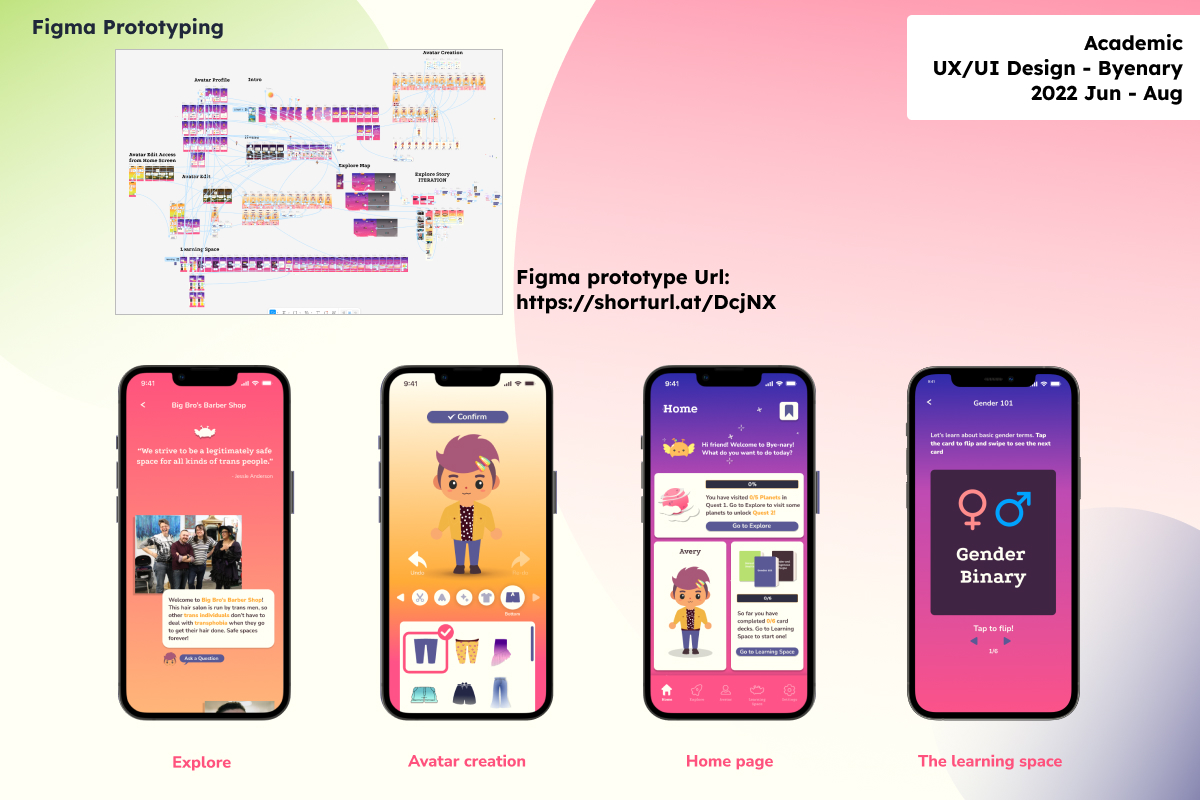 Figma Prototyping
Academic
UX/UI Design - Byenary
2022 Jun - Aug
Avatar Creation
Avatar Profile
Intro
Avatar Edit Access
from Home Screen
Avatar Edit
Explore Map
Explore Story
ITERATION
Learning Space
Figma prototype Url:
https://shorturl.at/DcjNX
9:41
Big Bro's Barber Shop
"We strive to be a legitimately safe
space for all kinds of trans people."
Welcome to Big Bro's Barber Shop!
This hair salon is run by trans men, so
other trans individuals don't have to
deal with transphobia when they go
to get their hair done. Safe spaces
forever!
Ask a Question
Explore
9:41
Confirm
Undo
Bottom
Avatar creation
9:41
Home
Hi friend! Welcome to Bye-nary!
What do you want to do today?
0%
You have visited 0/5 Planets in
Quest 1. Go to Explore to visit some
planets to unlock Quest 2!
Go to Explore
Avery
0/6
So far you have
completed 0/6 card
decks. Go to Learning
Space to start one!
Go to Learning Space
Home
Home page
9:41
Gender 101
Let's learn about basic gender terms. Tap
the card to flip and swipe to see the next
card
Gender
Binary
Tap to flip!
1/6
The learning space